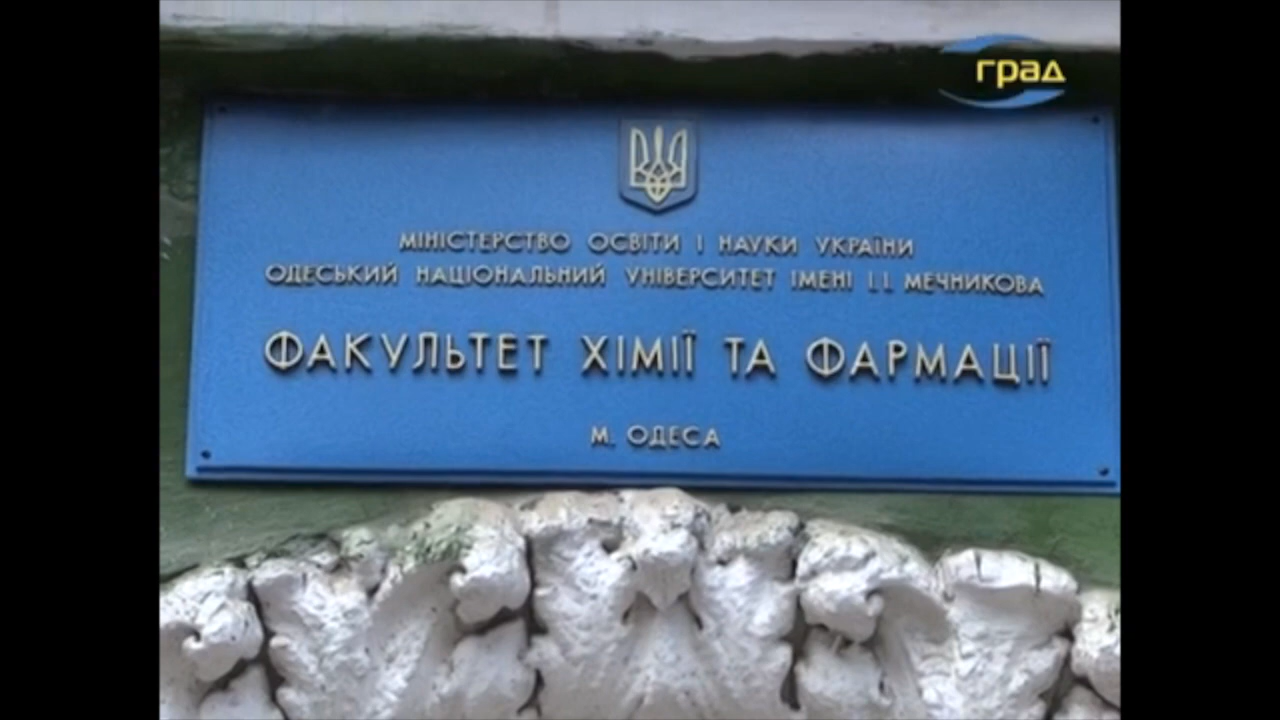 град
МІНІСТЕРСТВО ОСВІТИ І НАУКИ УКРАЇНИ
ОДЕСЬКИЙ НАЦІОНАЛЬНИЙ УНІВЕРСИТЕТ ІМЕНІ І.І. МЕЧНИКОВА
ФАКУЛЬТЕТ ХІМІЇ ТА ФАРМАЦІЇ
М. ОДЕСА